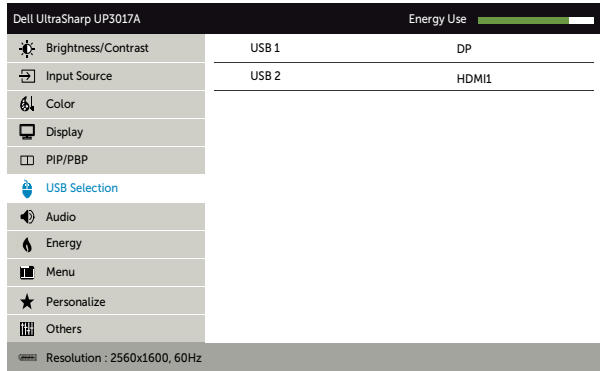 Dell UltraSharp UP3017A Energy Use
Brightness/Contrast USB 1 DP
Input Source USB 2 HDMI1
Color
Display
PIP/PBP
USB Selection
Audio
Energy
Menu
Personalize
Others
Resolution : 2560x1600, 60Hz